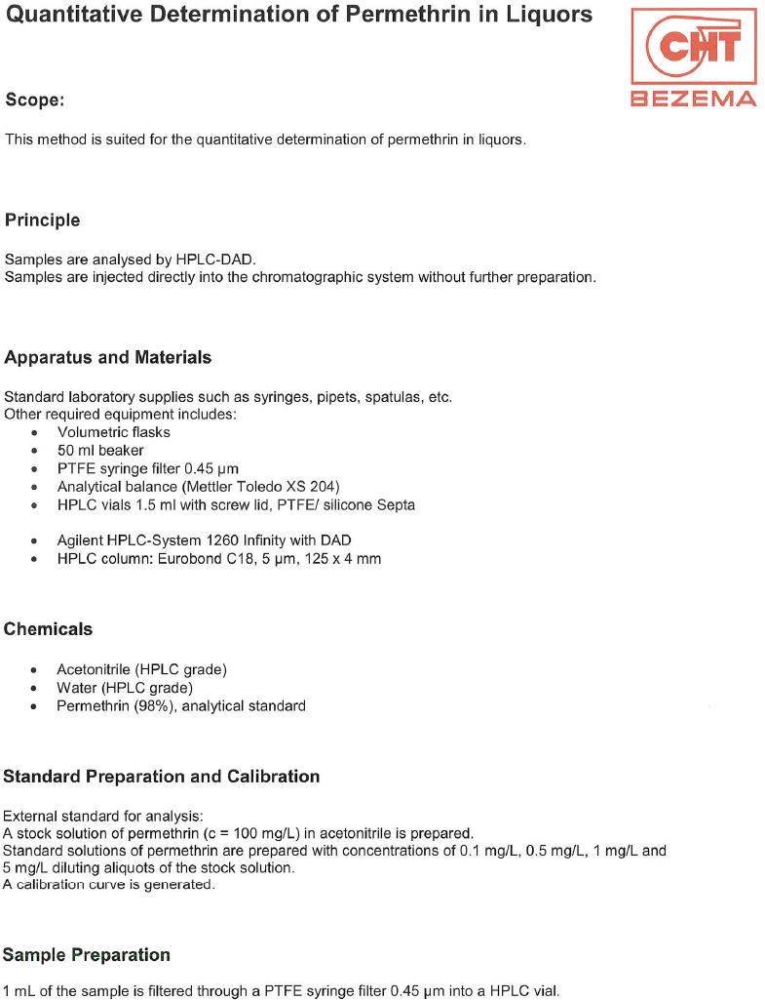 Quantitative Determination of Permethrin in Liquors
CHT
BEZEMA
Scope:
This method is suited for the quantitative determination of permethrin in liquors.
Principle
Samples are analysed by HPLC-DAD.
Samples are injected directly into the chromatographic system without further preparation.
Apparatus and Materials
Standard laboratory supplies such as syringes, pipets, spatulas, etc.
Other required equipment includes:
• Volumetric flasks
• 50 ml beaker
• PTFE syringe filter 0.45 µm
• Analytical balance (Mettler Toledo XS 204)
• HPLC vials 1.5 ml with screw lid, PTFE/ silicone Septa
• Agilent HPLC-System 1260 Infinity with DAD
• HPLC column: Eurobond C18, 5 µm, 125 x 4 mm
Chemicals
• Acetonitrile (HPLC grade)
• Water (HPLC grade)
• Permethrin (98%), analytical standard
Standard Preparation and Calibration
External standard for analysis:
A stock solution of permethrin (c = 100 mg/L) in acetonitrile is prepared.
Standard solutions of permethrin are prepared with concentrations of 0.1 mg/L, 0.5 mg/L, 1 mg/L and
5 mg/L diluting aliquots of the stock solution.
A calibration curve is generated.
Sample Preparation
1 mL of the sample is filtered through a PTFE syringe filter 0.45 µm into a HPLC vial.